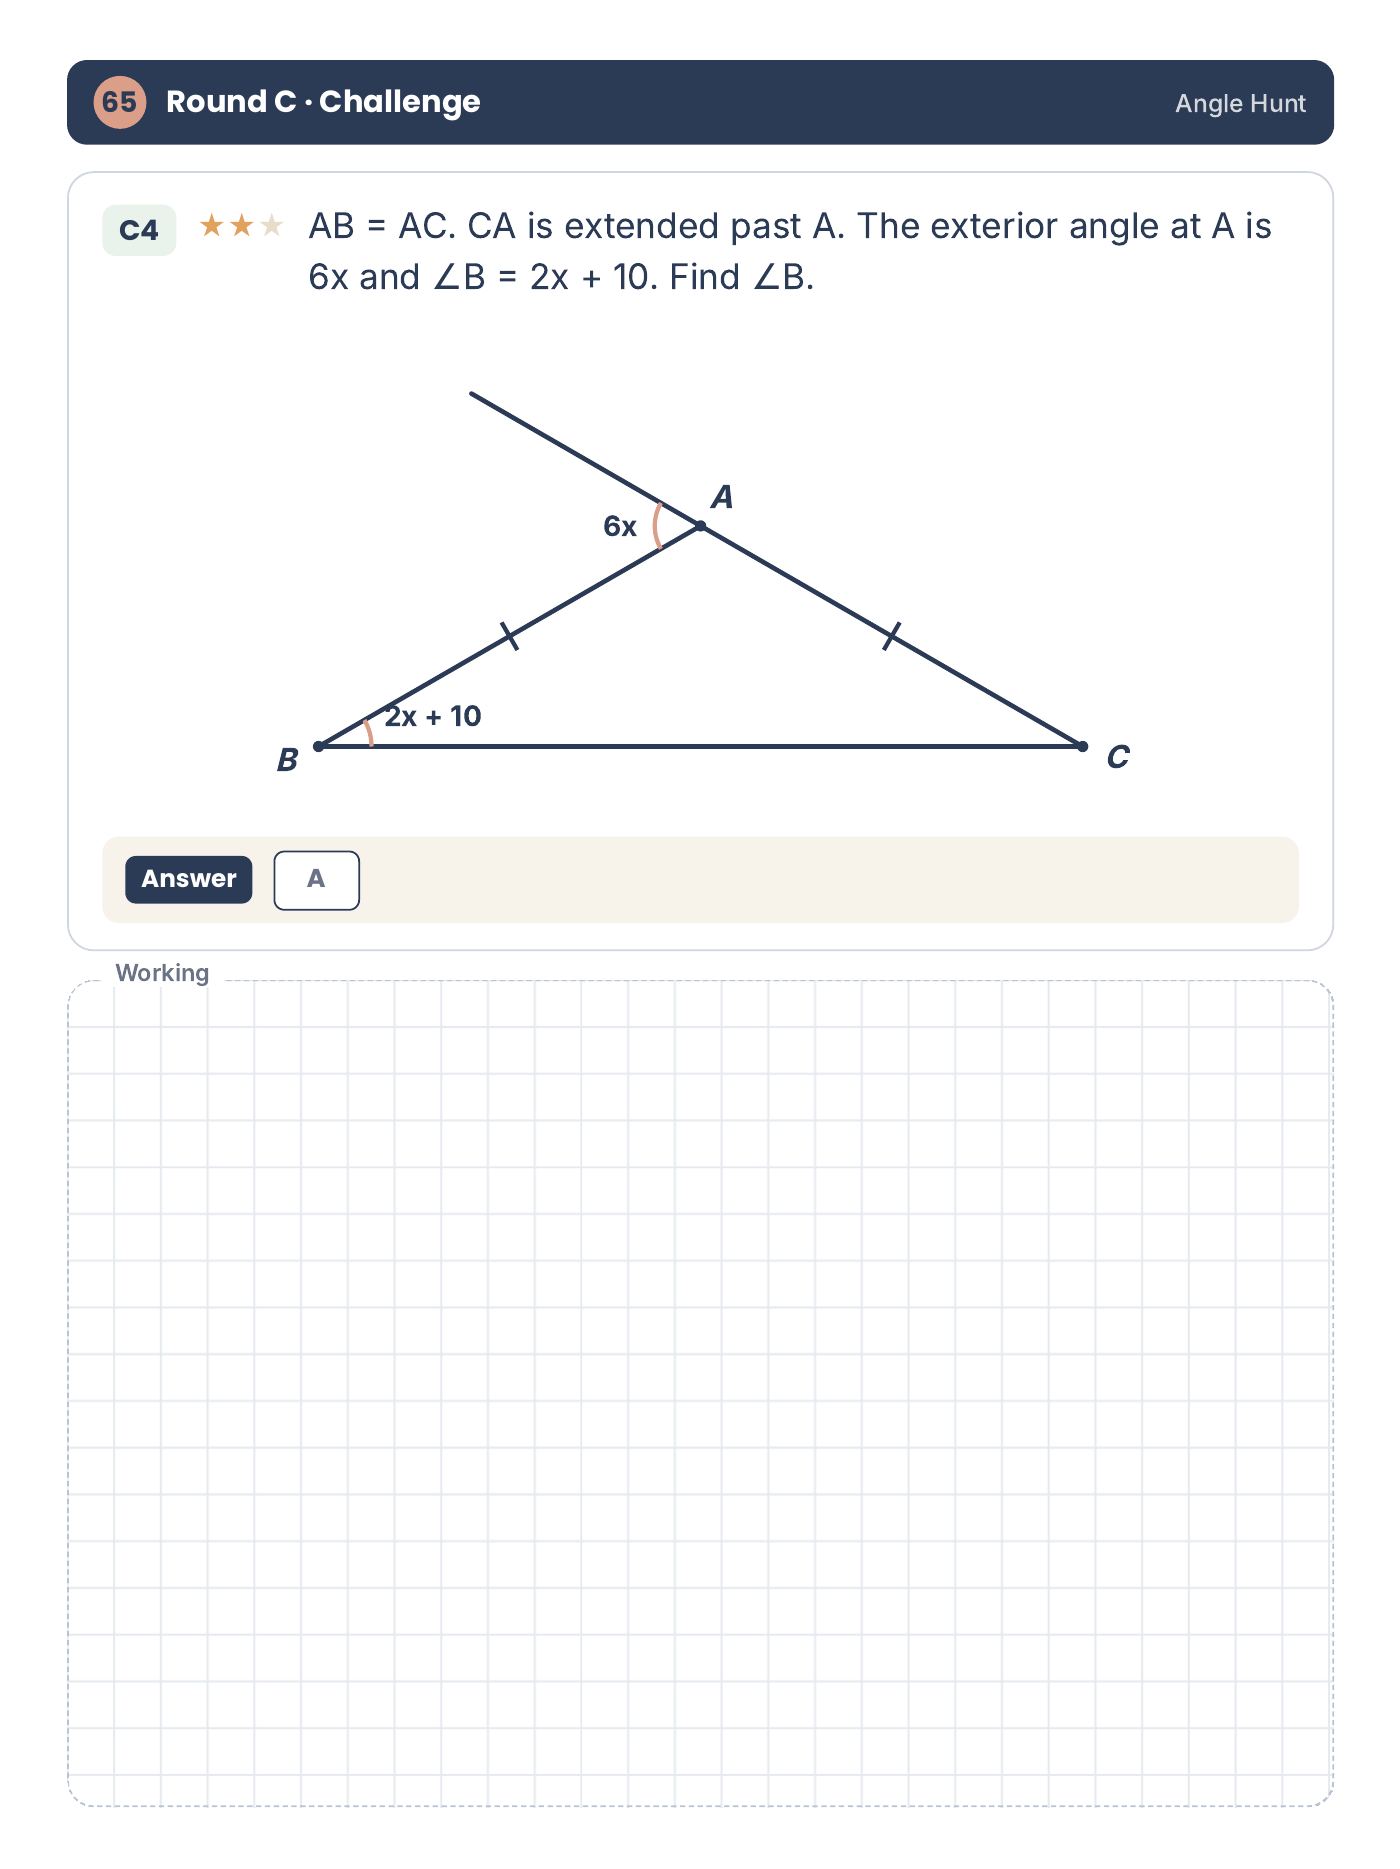 65 Round C · Challenge
Angle Hunt
C4 ★★★ AB = AC. CA is extended past A. The exterior angle at A is
6x and ∠B = 2x + 10. Find ∠B.
A
6x
2x + 10
B
C
Answer A
Working